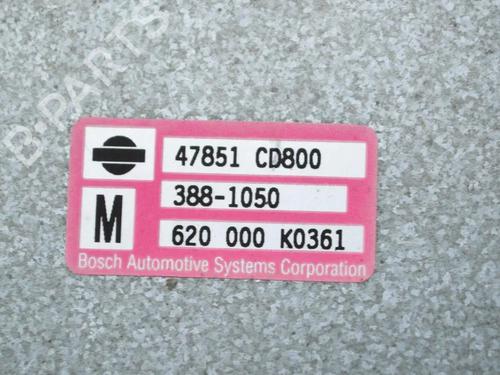 B-PARTS
47851 CD800
388-1050
M
620 000 K0361
Bosch Automotive Systems Corporation